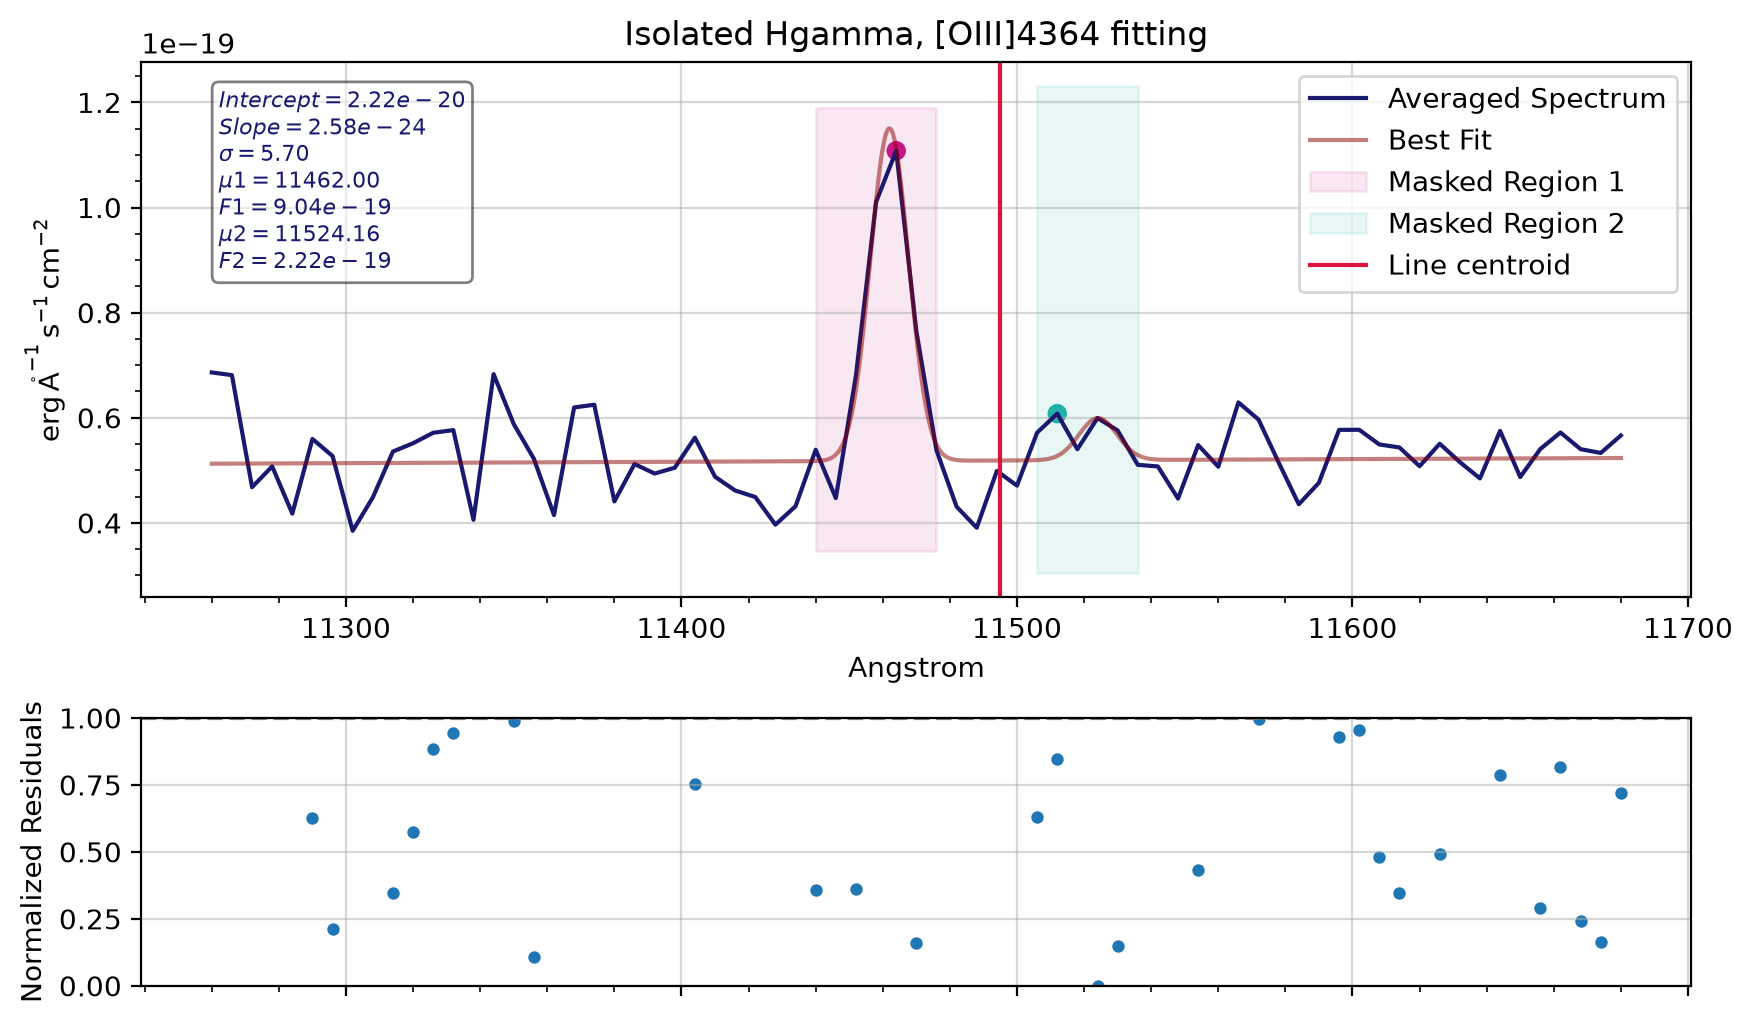 Isolated Hgamma, [OIII]4364 fitting
1e−19
Intercept = 2.22e − 20
Slope = 2.58e − 24
σ = 5.70
μ1 = 11462.00
F1 = 9.04e − 19
μ2 = 11524.16
F2 = 2.22e − 19
Averaged Spectrum
Best Fit
Masked Region 1
Masked Region 2
Line centroid
1.2
1.0
0.8
0.6
0.4
erg Å⁻¹ s⁻¹ cm⁻²
11300 11400 11500 11600 11700
Angstrom
Normalized Residuals
1.00
0.75
0.50
0.25
0.00